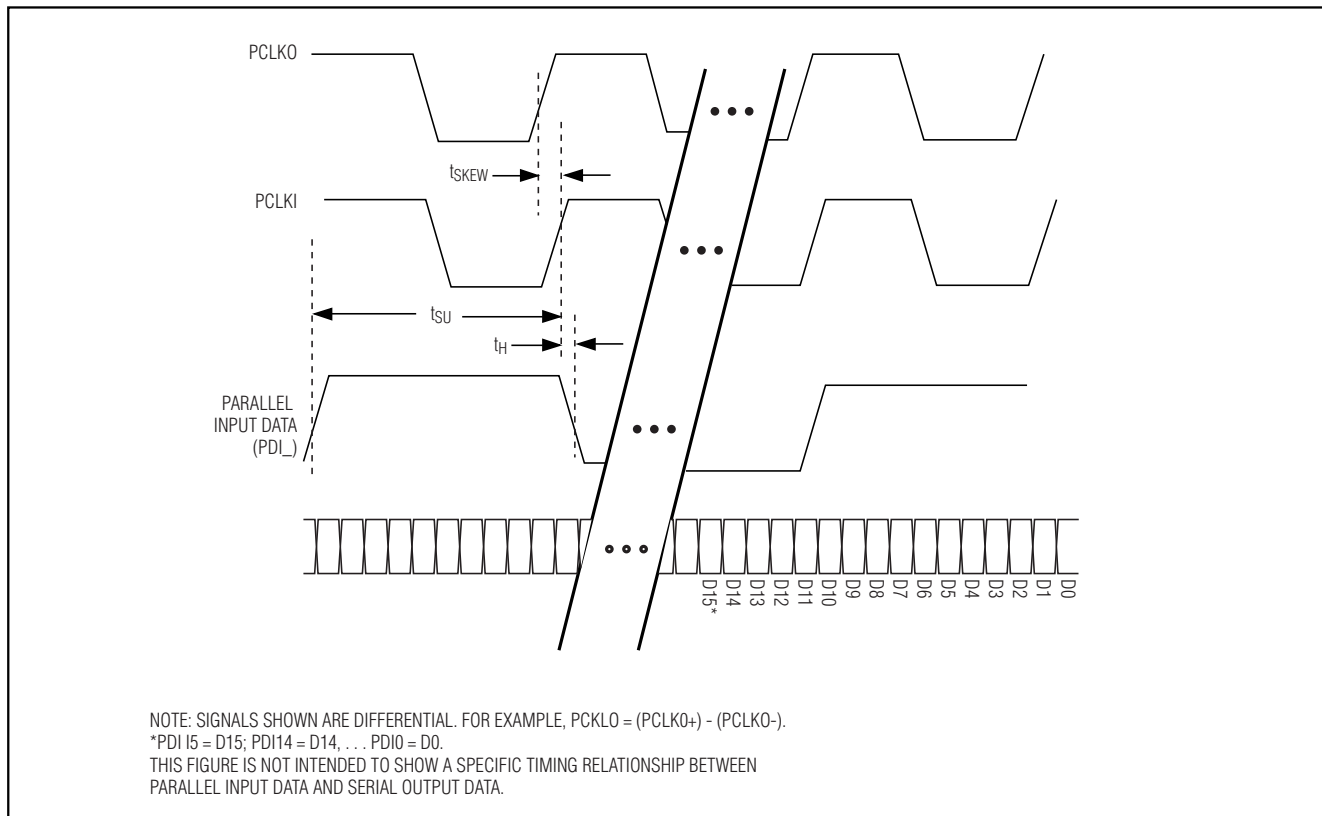 PCLKO
tSKEW
PCLKI
tSU
tH
PARALLEL
INPUT DATA
(PDI_)
D15*
D14
D13
D12
D11
D10
D9
D8
D7
D6
D5
D4
D3
D2
D1
D0
NOTE: SIGNALS SHOWN ARE DIFFERENTIAL. FOR EXAMPLE, PCKLO = (PCLKO+) - (PCLKO-).
*PDI I5 = D15; PDI14 = D14, . . . PDI0 = D0.
THIS FIGURE IS NOT INTENDED TO SHOW A SPECIFIC TIMING RELATIONSHIP BETWEEN
PARALLEL INPUT DATA AND SERIAL OUTPUT DATA.